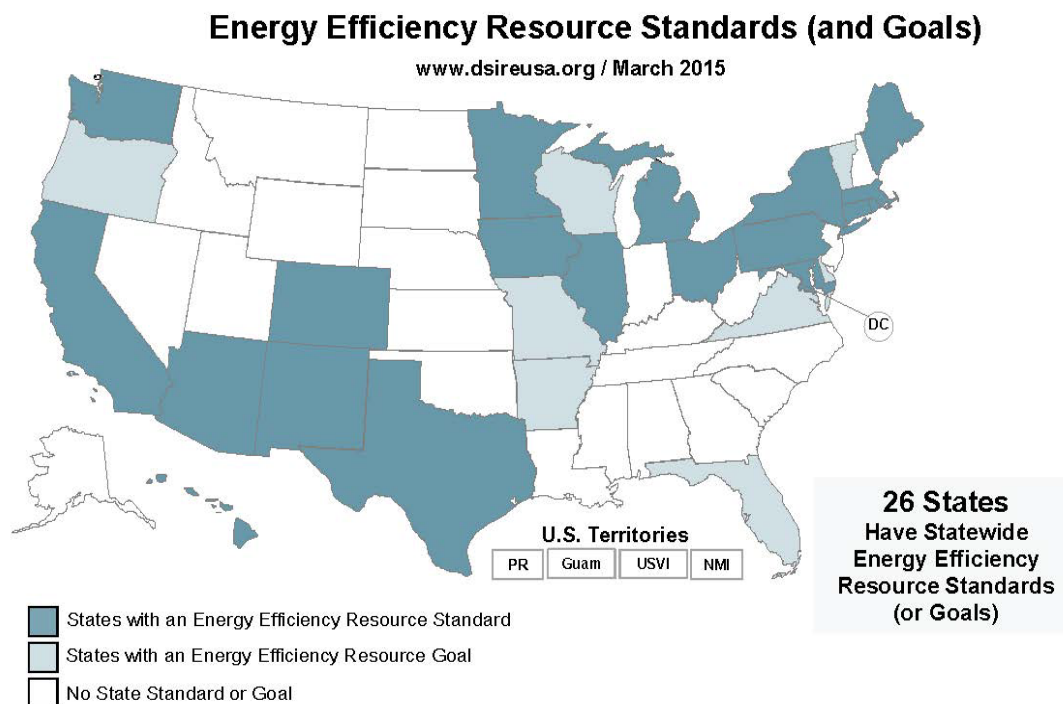 Energy Efficiency Resource Standards (and Goals)
www.dsireusa.org / March 2015
DC
26 States
Have Statewide
Energy Efficiency
Resource Standards
(or Goals)
U.S. Territories
PR
Guam
USVI
NMI
States with an Energy Efficiency Resource Standard
States with an Energy Efficiency Resource Goal
No State Standard or Goal